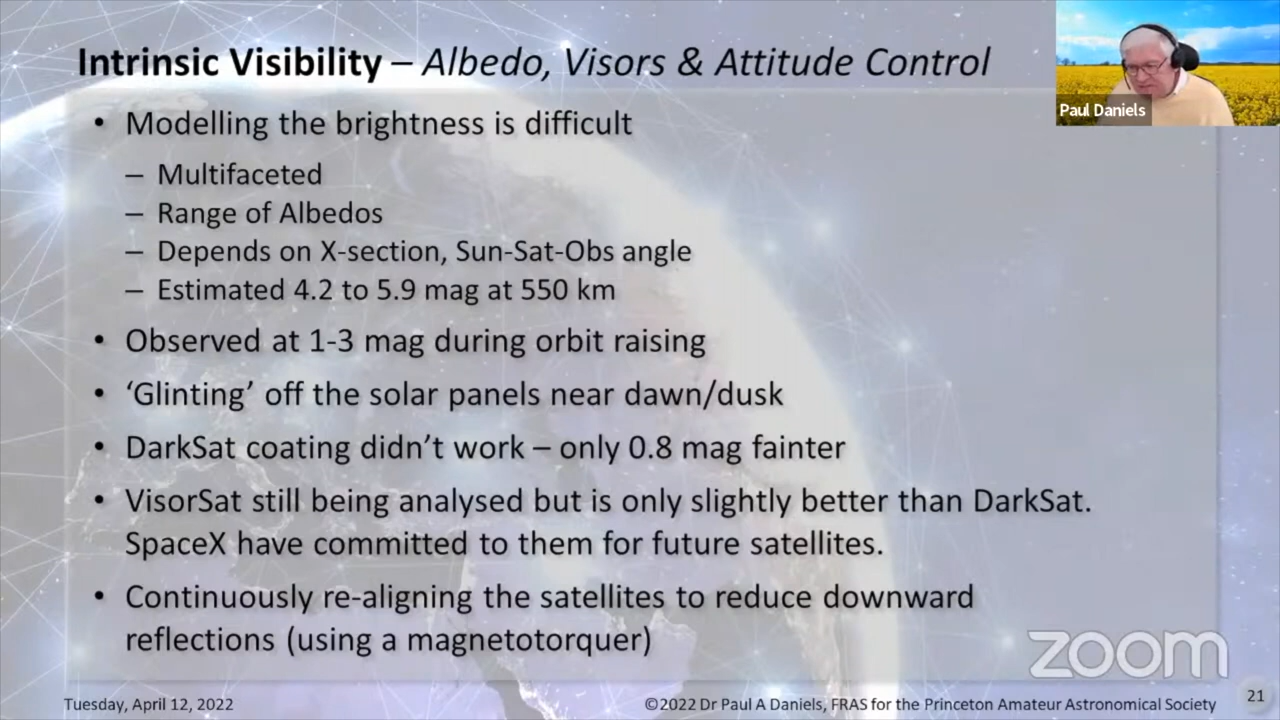 Intrinsic Visibility – Albedo, Visors & Attitude Control
Paul Daniels
• Modelling the brightness is difficult
– Multifaceted
– Range of Albedos
– Depends on X-section, Sun-Sat-Obs angle
– Estimated 4.2 to 5.9 mag at 550 km
• Observed at 1-3 mag during orbit raising
• ‘Glinting’ off the solar panels near dawn/dusk
• DarkSat coating didn’t work – only 0.8 mag fainter
• VisorSat still being analysed but is only slightly better than DarkSat.
SpaceX have committed to them for future satellites.
• Continuously re-aligning the satellites to reduce downward
reflections (using a magnetotorquer)
zoom
Tuesday, April 12, 2022
©2022 Dr Paul A Daniels, FRAS for the Princeton Amateur Astronomical Society
21